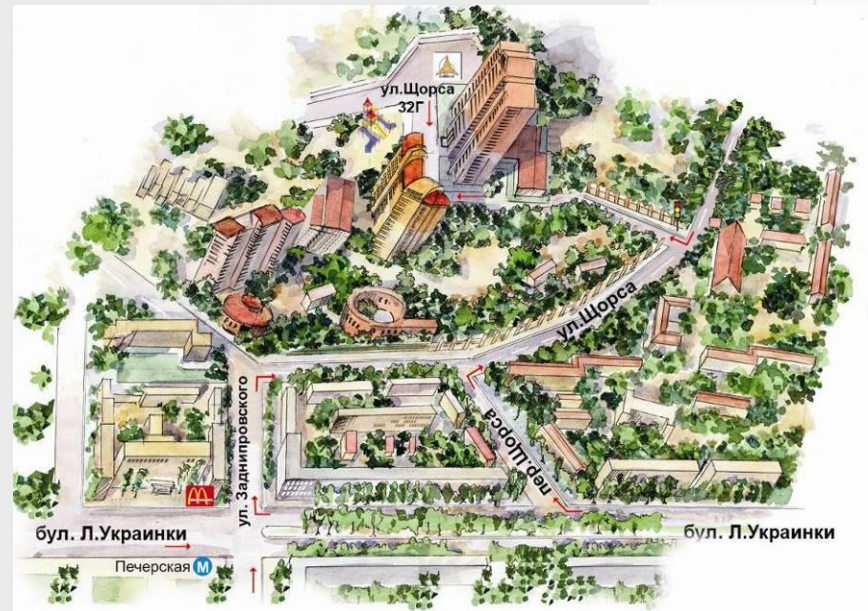 ул.Щорса
32Г
ул.Щорса
ул. Заднипровского
пер.Щорса
бул. Л.Украинки
бул. Л.Украинки
Печерская М